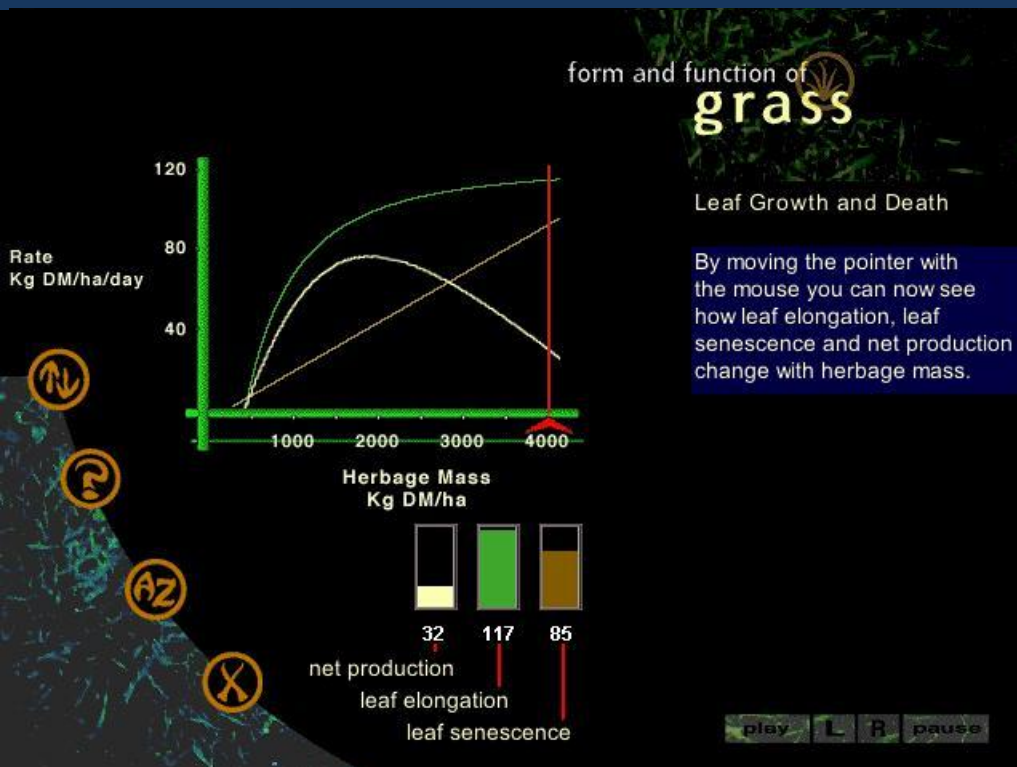 form and function of
grass
Leaf Growth and Death
By moving the pointer with
the mouse you can now see
how leaf elongation, leaf
senescence and net production
change with herbage mass.
120
80
40
Rate
Kg DM/ha/day
1000 2000 3000 4000
Herbage Mass
Kg DM/ha
32 117 85
net production
leaf elongation
leaf senescence
?
AZ
X
play L R pause